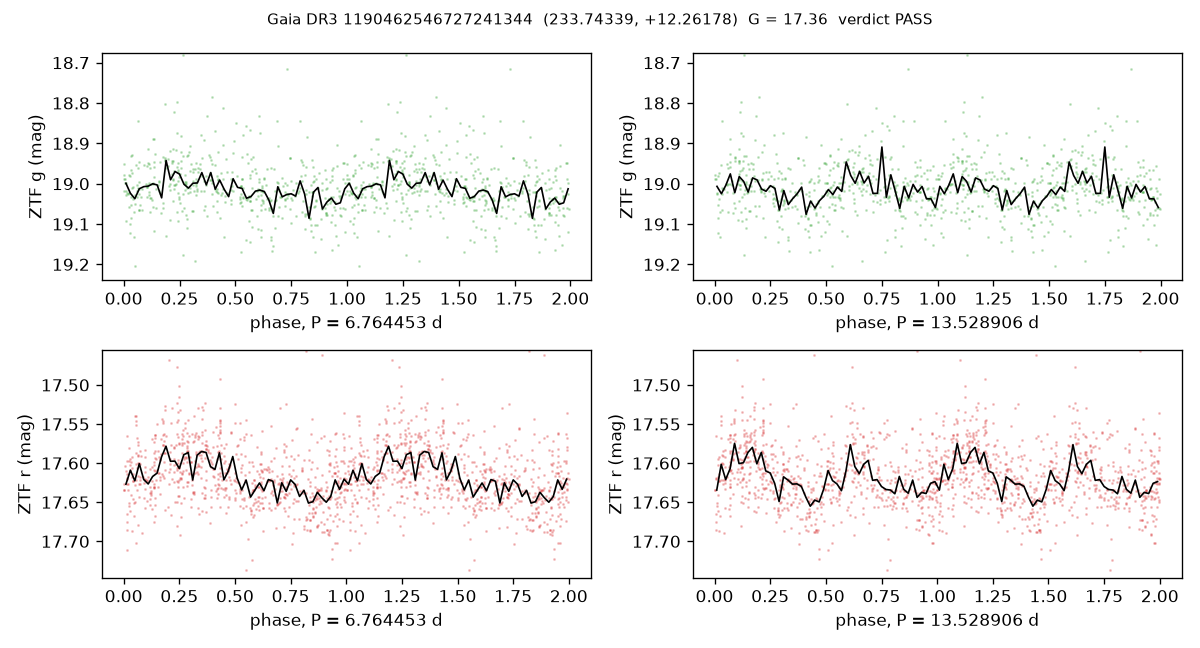 Gaia DR3 1190462546727241344  (233.74339, +12.26178)  G = 17.36  verdict PASS
ZTF g (mag)
18.7
18.8
18.9
19.0
19.1
19.2
0.00 0.25 0.50 0.75 1.00 1.25 1.50 1.75 2.00
phase, P = 6.764453 d
ZTF g (mag)
18.7
18.8
18.9
19.0
19.1
19.2
0.00 0.25 0.50 0.75 1.00 1.25 1.50 1.75 2.00
phase, P = 13.528906 d
ZTF r (mag)
17.50
17.55
17.60
17.65
17.70
0.00 0.25 0.50 0.75 1.00 1.25 1.50 1.75 2.00
phase, P = 6.764453 d
ZTF r (mag)
17.50
17.55
17.60
17.65
17.70
0.00 0.25 0.50 0.75 1.00 1.25 1.50 1.75 2.00
phase, P = 13.528906 d